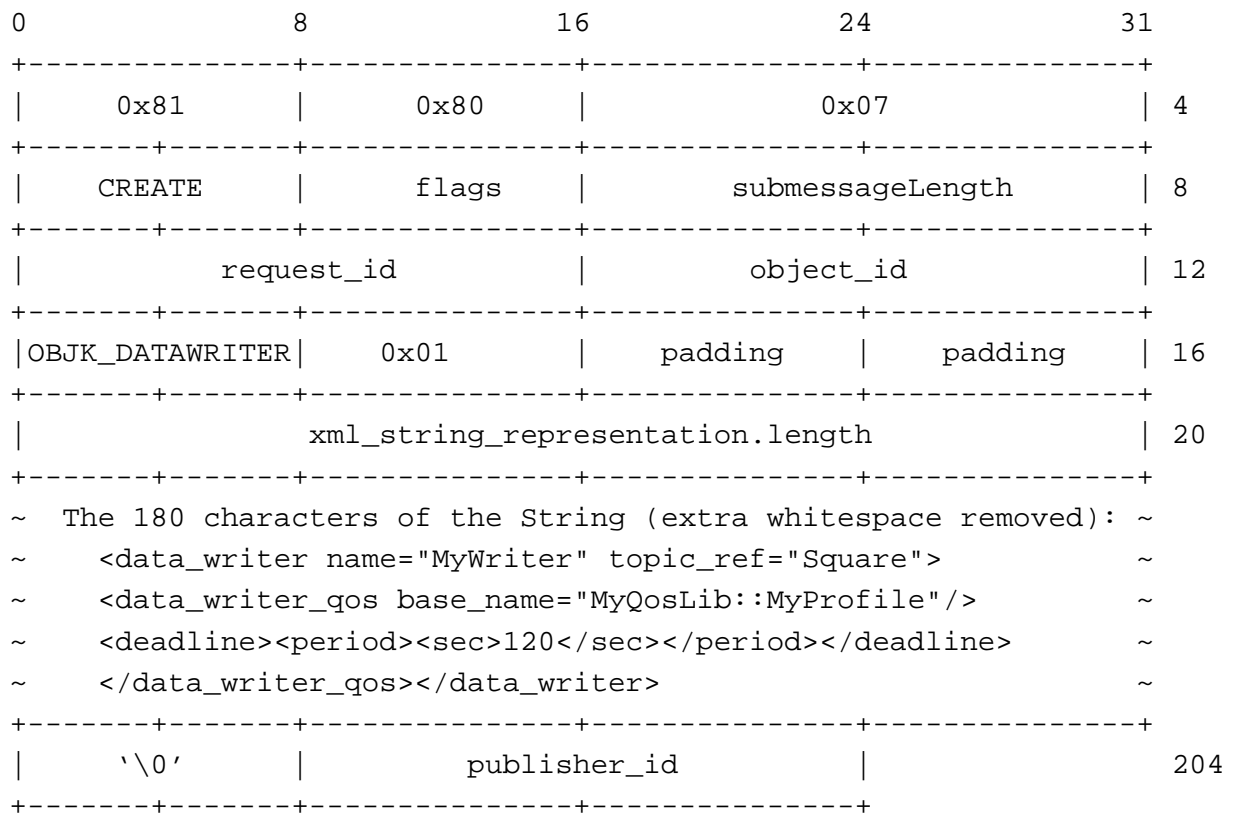 0 8 16 24 31
+---------------+---------------+---------------+---------------+
| 0x81 | 0x80 | 0x07 | 4
+-------+-------+---------------+---------------+---------------+
| CREATE | flags | submessageLength | 8
+-------+-------+---------------+---------------+---------------+
| request_id | object_id | 12
+-------+-------+---------------+---------------+---------------+
|OBJK_DATAWRITER| 0x01 | padding | padding | 16
+-------+-------+---------------+---------------+---------------+
| xml_string_representation.length | 20
+-------+-------+---------------+---------------+---------------+
~ The 180 characters of the String (extra whitespace removed): ~
~ <data_writer name="MyWriter" topic_ref="Square"> ~
~ <data_writer_qos base_name="MyQosLib::MyProfile"/> ~
~ <deadline><period><sec>120</sec></period></deadline> ~
~ </data_writer_qos></data_writer> ~
+-------+-------+---------------+---------------+---------------+
| ‘\0’ | publisher_id | 204
+-------+-------+---------------+---------------+